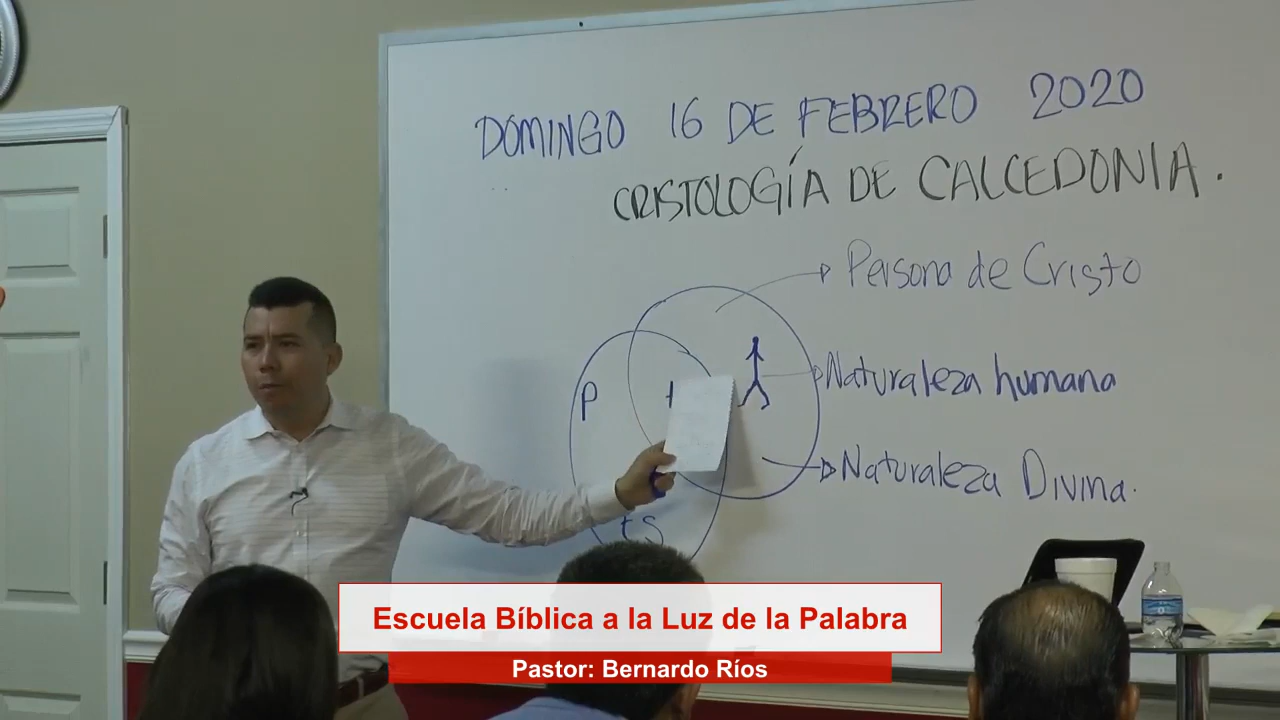 DOMINGO 16 DE FEBRERO 2020
CRISTOLOGÍA DE CALCEDONIA.
Persona de Cristo
P
Naturaleza humana
Naturaleza Divina.
ES
Escuela Bíblica a la Luz de la Palabra
Pastor: Bernardo Ríos